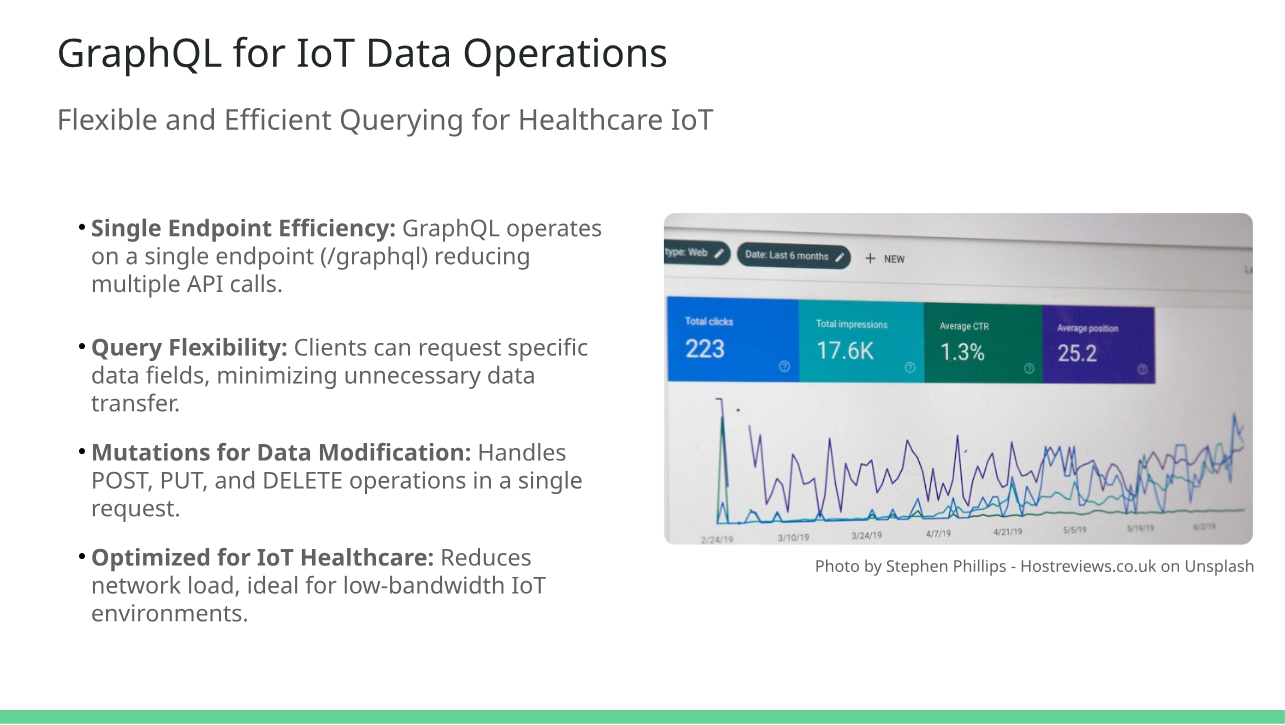 GraphQL for IoT Data Operations
Flexible and Efficient Querying for Healthcare IoT
• Single Endpoint Efficiency: GraphQL operates
on a single endpoint (/graphql) reducing
multiple API calls.
• Query Flexibility: Clients can request specific
data fields, minimizing unnecessary data
transfer.
• Mutations for Data Modification: Handles
POST, PUT, and DELETE operations in a single
request.
• Optimized for IoT Healthcare: Reduces
network load, ideal for low-bandwidth IoT
environments.
type: Web Date: Last 6 months + NEW
Total clicks Total impressions Average CTR Average position
223 17.6K 1.3% 25.2
2/24/19 3/10/19 3/24/19 4/7/19 4/21/19 5/5/19 5/19/19 6/2/19
Photo by Stephen Phillips - Hostreviews.co.uk on Unsplash